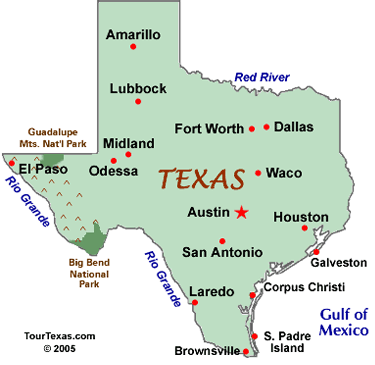 Amarillo
Red River
Lubbock
Fort Worth
Dallas
Guadalupe
Mts. Nat'l Park
Midland
El Paso
Odessa
TEXAS
Waco
Rio Grande
Austin
Houston
San Antonio
Big Bend
National
Park
Rio Grande
Galveston
Laredo
Corpus Christi
Gulf of
Mexico
TourTexas.com
© 2005
S. Padre
Island
Brownsville